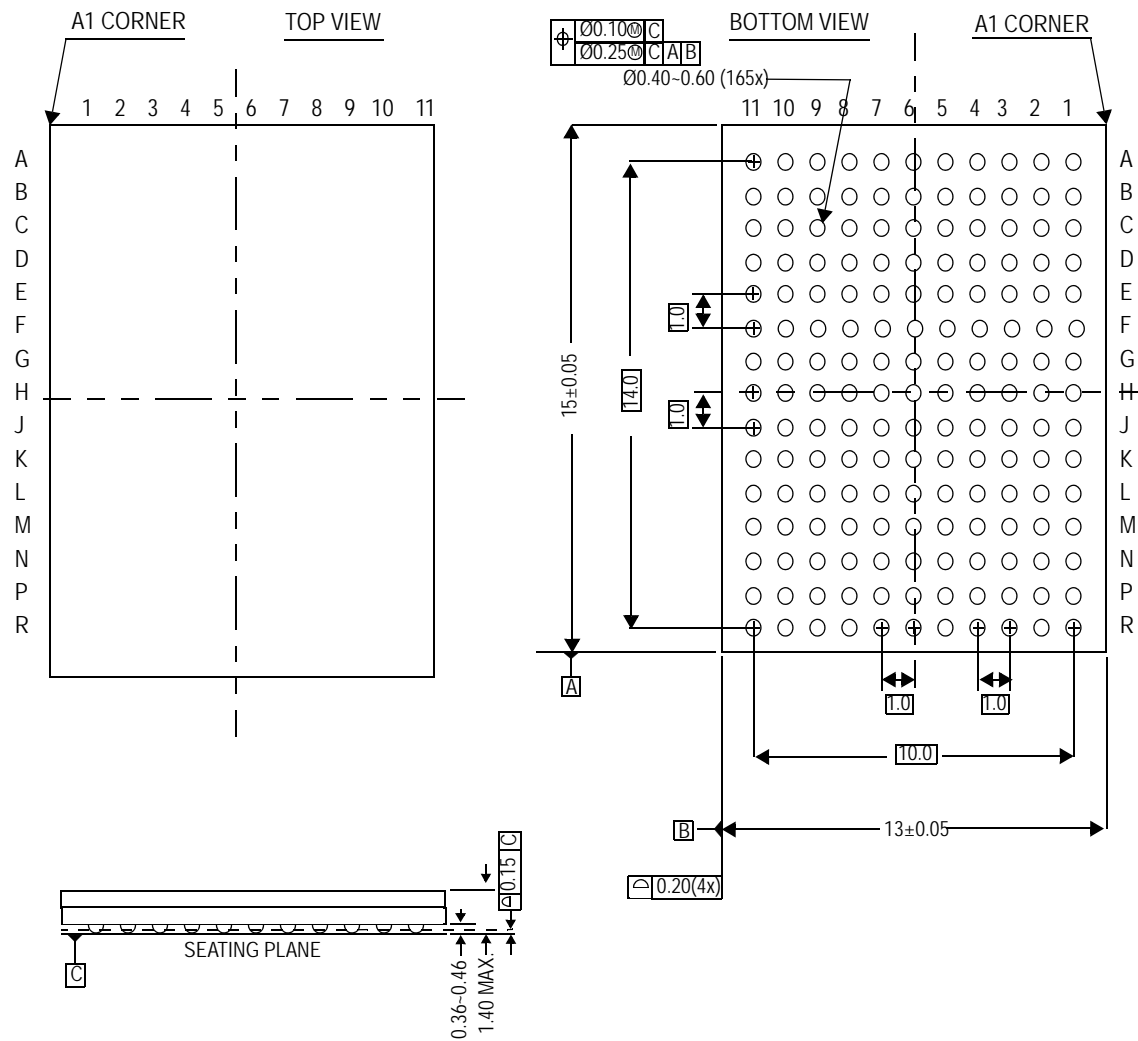 A1 CORNER
TOP VIEW
1 2 3 4 5 6 7 8 9 10 11
A
B
C
D
E
F
G
H
J
K
L
M
N
P
R
Ø0.10Ⓜ C
Ø0.25Ⓜ C A B
Ø0.40~0.60 (165x)
BOTTOM VIEW
A1 CORNER
11 10 9 8 7 6 5 4 3 2 1
A
B
C
D
E
F
G
H
J
K
L
M
N
P
R
15±0.05
14.0
1.0
1.0
A
1.0
1.0
10.0
B
13±0.05
0.20(4x)
0.15 C
SEATING PLANE
C
0.36~0.46
1.40 MAX.